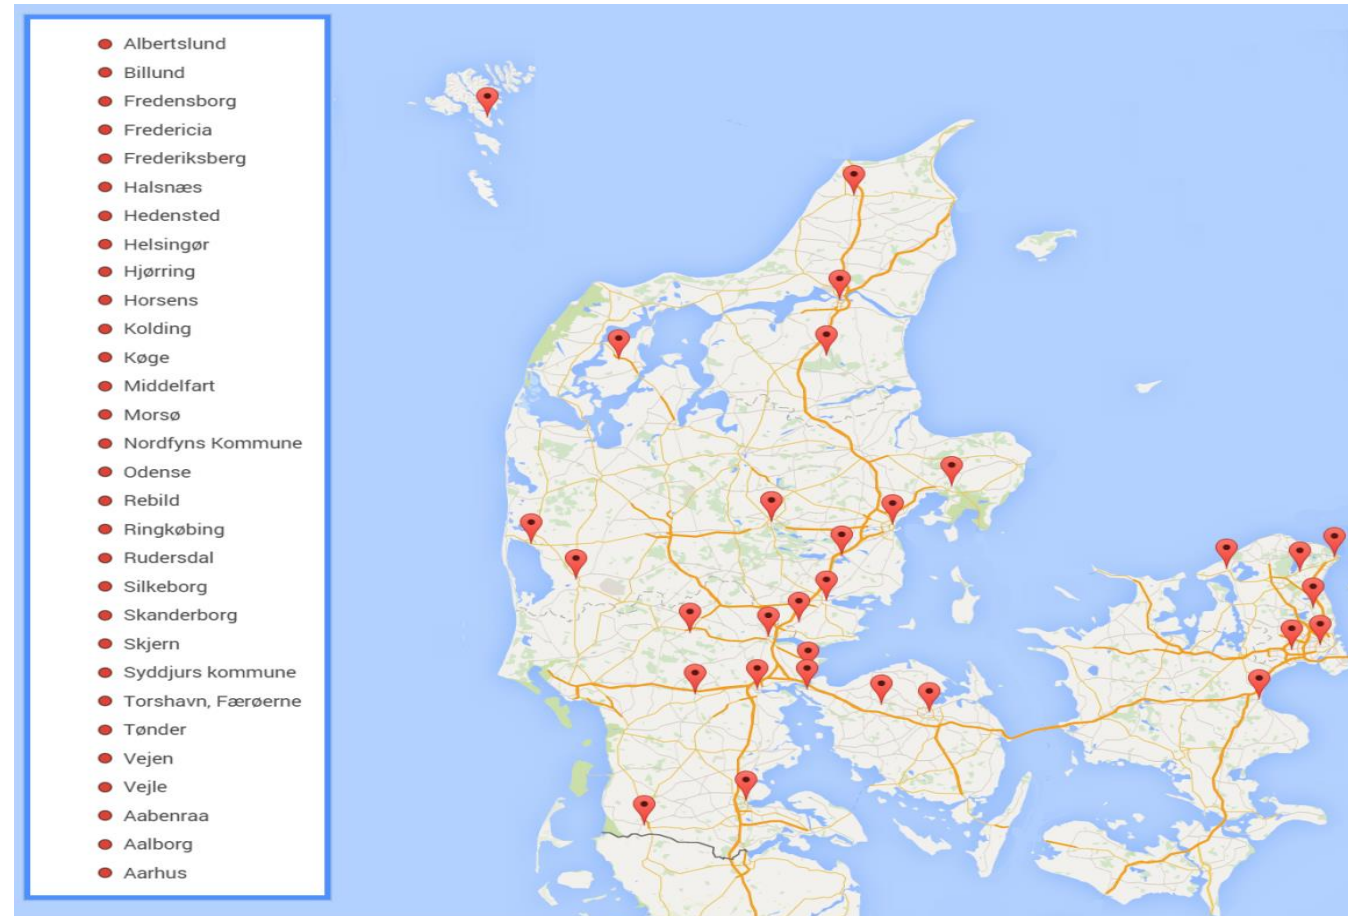 Albertslund
Billund
Fredensborg
Fredericia
Frederiksberg
Halsnæs
Hedensted
Helsingør
Hjørring
Horsens
Kolding
Køge
Middelfart
Morsø
Nordfyns Kommune
Odense
Rebild
Ringkøbing
Rudersdal
Silkeborg
Skanderborg
Skjern
Syddjurs kommune
Torshavn, Færøerne
Tønder
Vejen
Vejle
Aabenraa
Aalborg
Aarhus